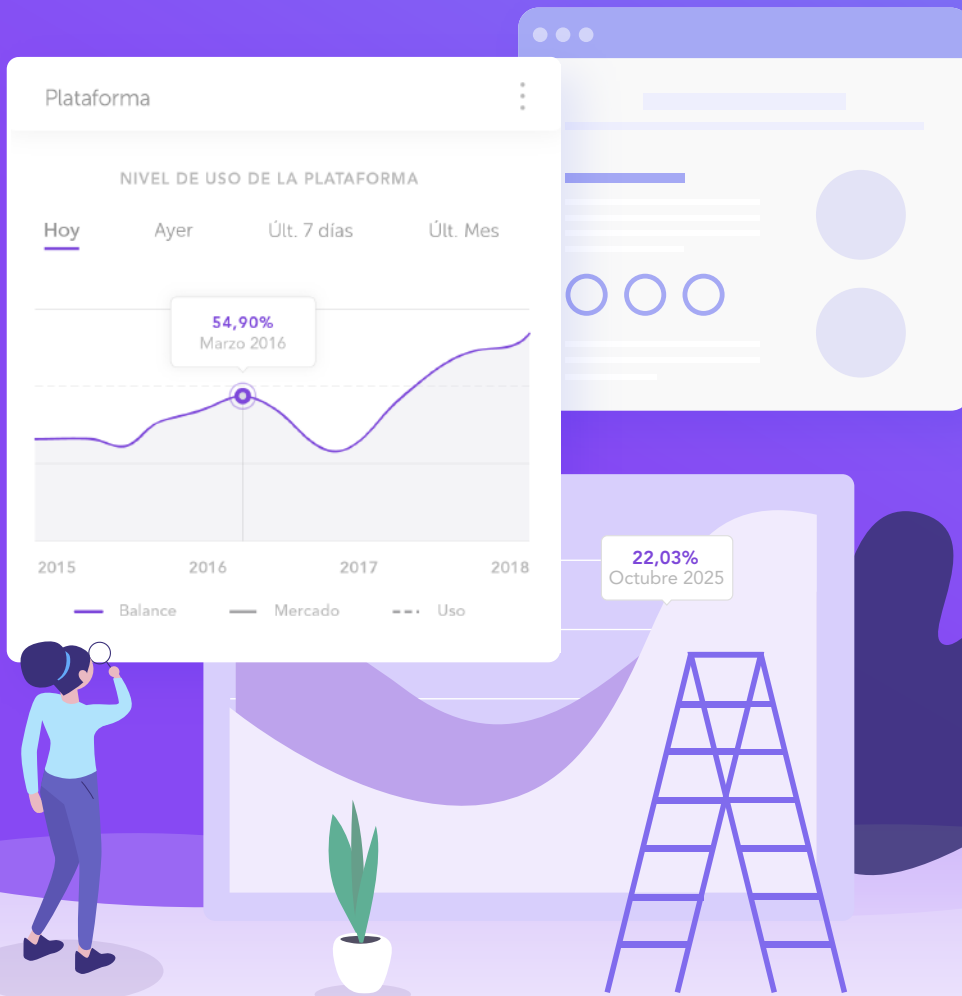 Plataforma
NIVEL DE USO DE LA PLATAFORMA
Hoy Ayer Últ. 7 días Últ. Mes
54,90%
Marzo 2016
2015 2016 2017 2018
Balance Mercado Uso
22,03%
Octubre 2025